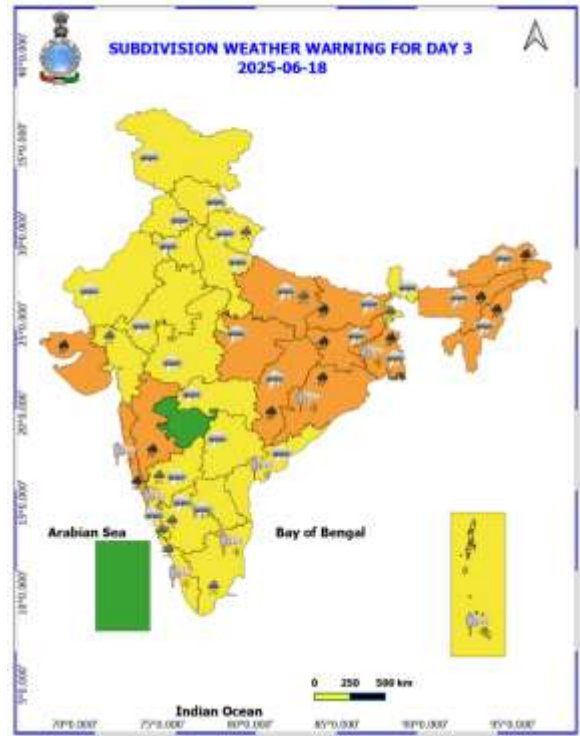 SUBDIVISION WEATHER WARNING FOR DAY 3
2025-06-18
Arabian Sea
Bay of Bengal
0 250 500 km
Indian Ocean
70°0.000' 75°0.000' 80°0.000' 85°0.000' 90°0.000' 95°0.000'